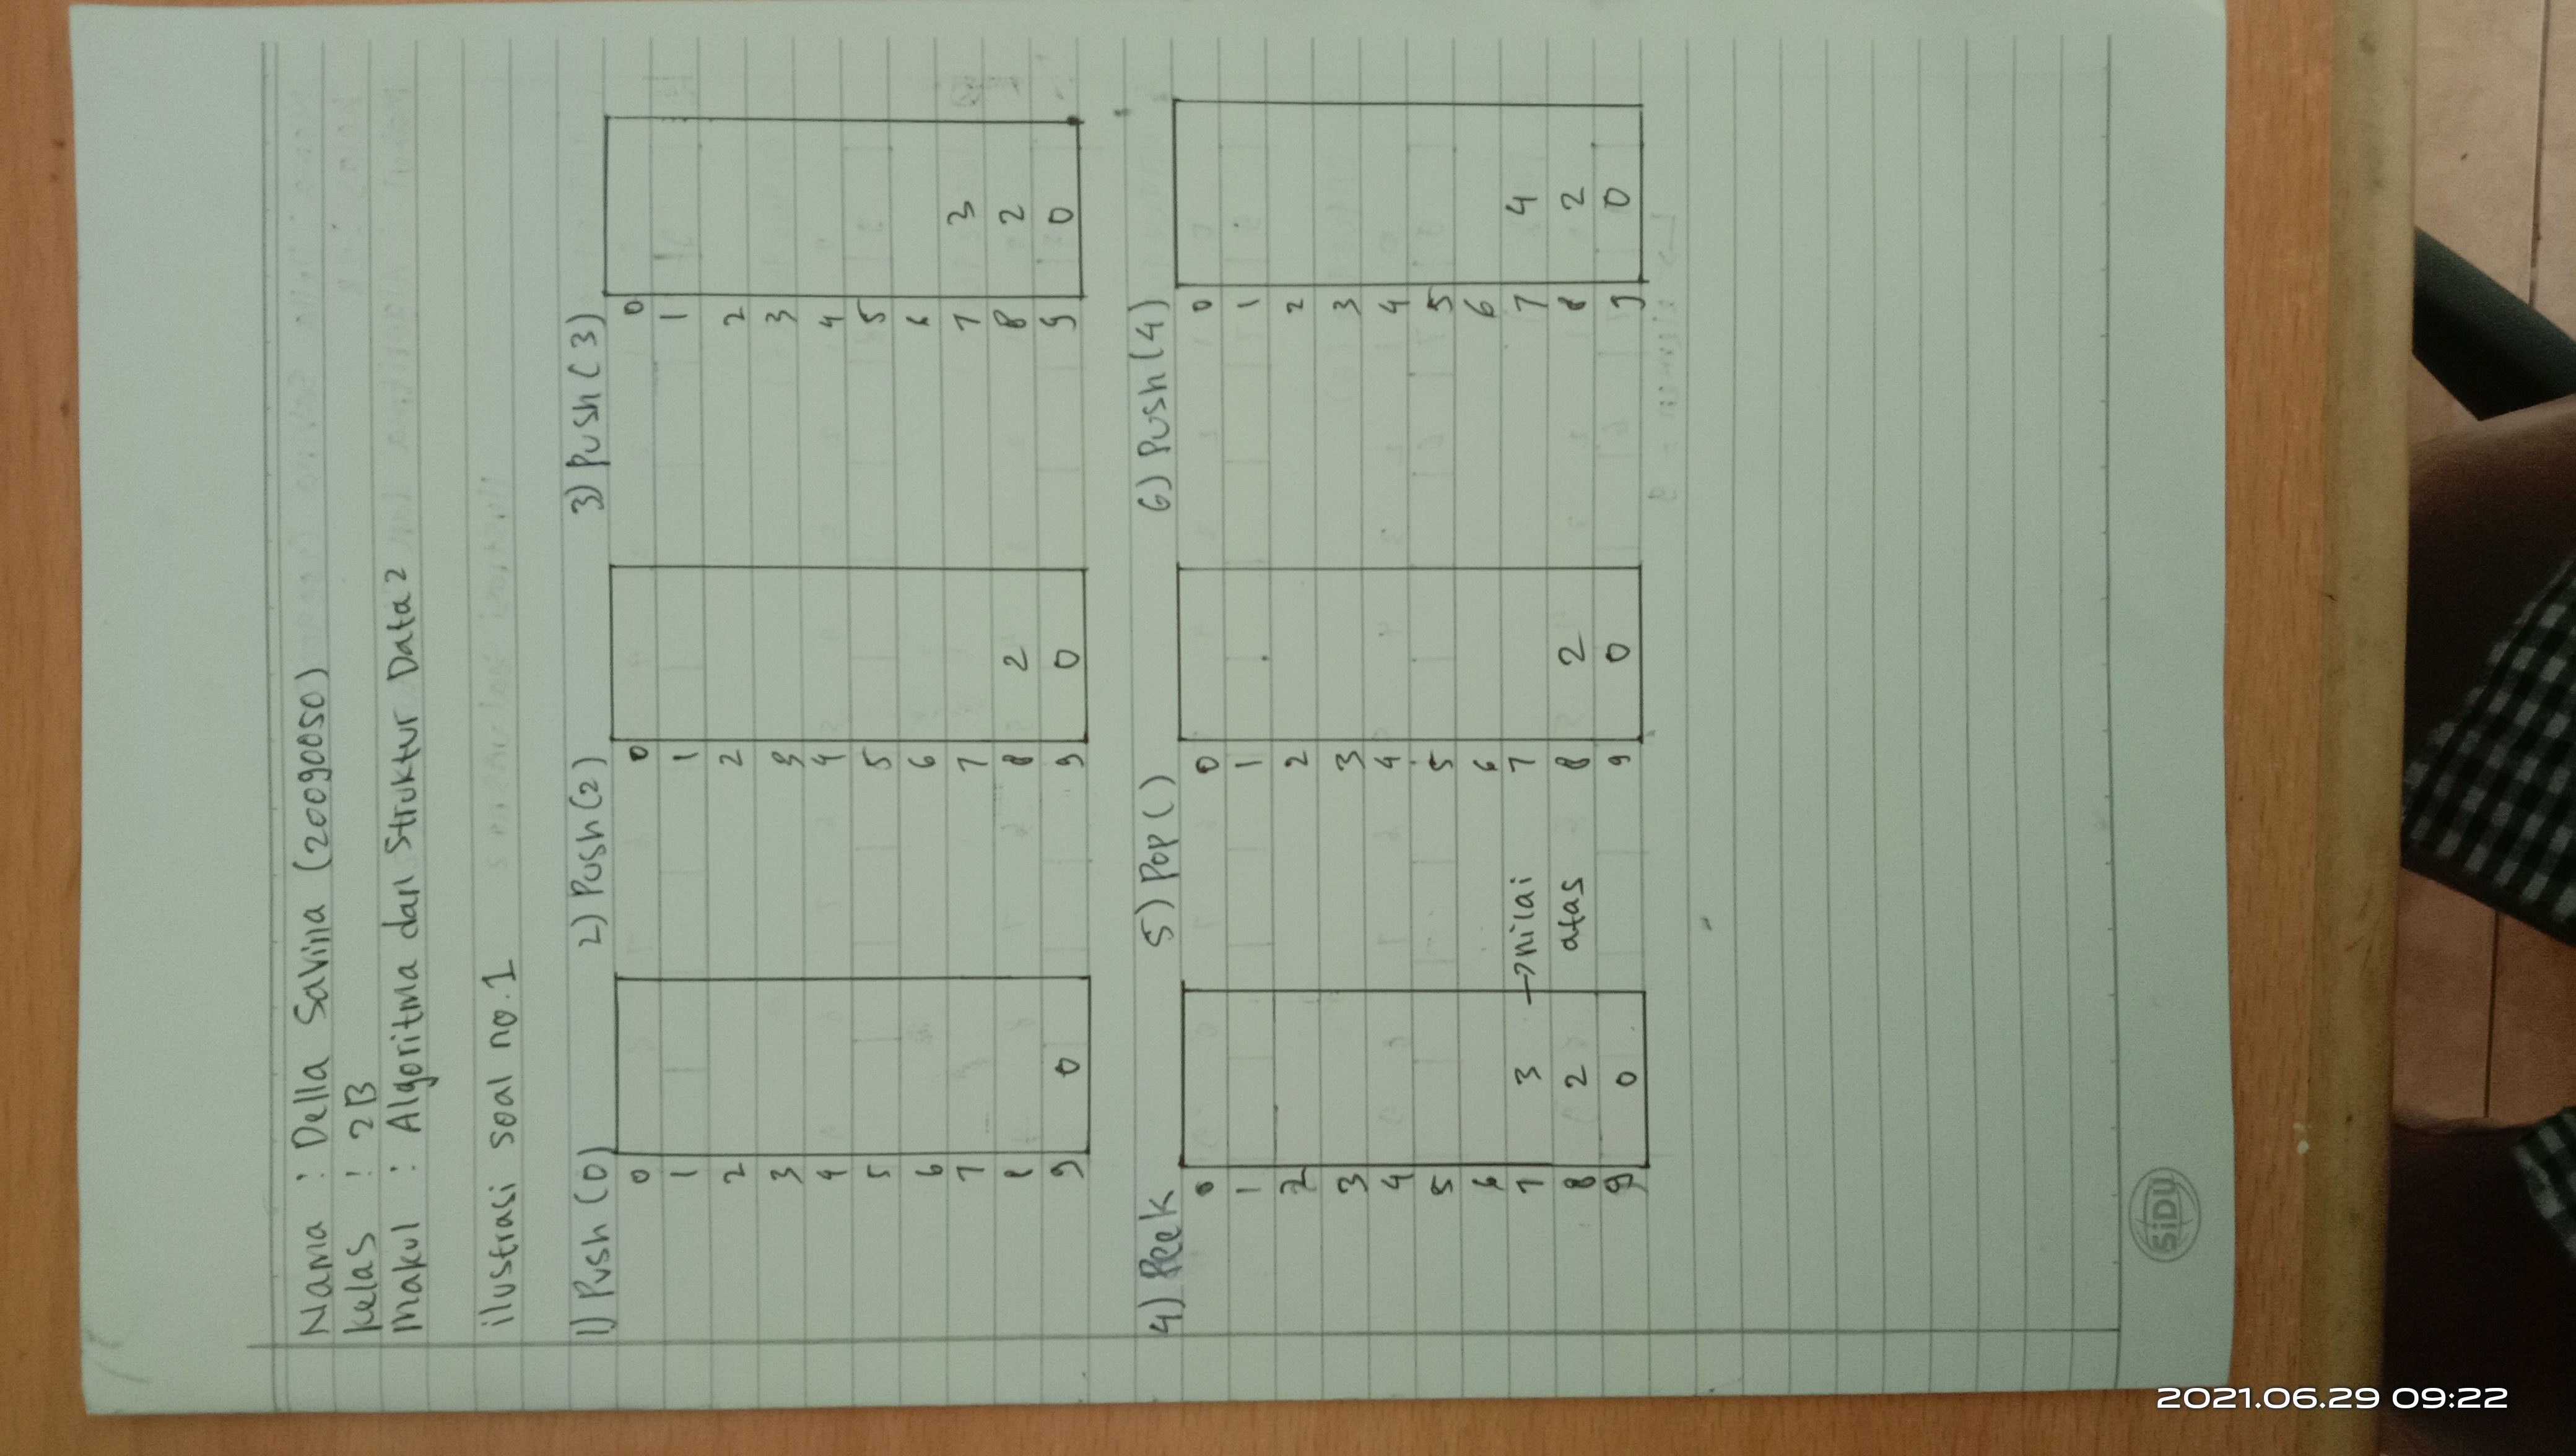 Nama : Della Savina (20090050)
Kelas : 2B
Makul : Algoritma dan Struktur Data 2
ilustrasi soal no. 1
1) Push (0) 2) Push (2) 3) Push (3)
0 0 0
1 1 1
2 2 2
3 3 3
4 4 4
5 5 5
6 6 6
7 7 7 3
8 8 2 8 2
9 0 9 0 9 0
4) Peek 5) Pop () 6) Push (4)
0 0 0
1 1 1
2 2 2
3 3 3
4 4 4
5 5 5
6 6 6
7 3 → nilai 7 7 4
8 2 atas 8 2 8 2
9 0 9 0 9 0
SiDU
2021.06.29 09:22